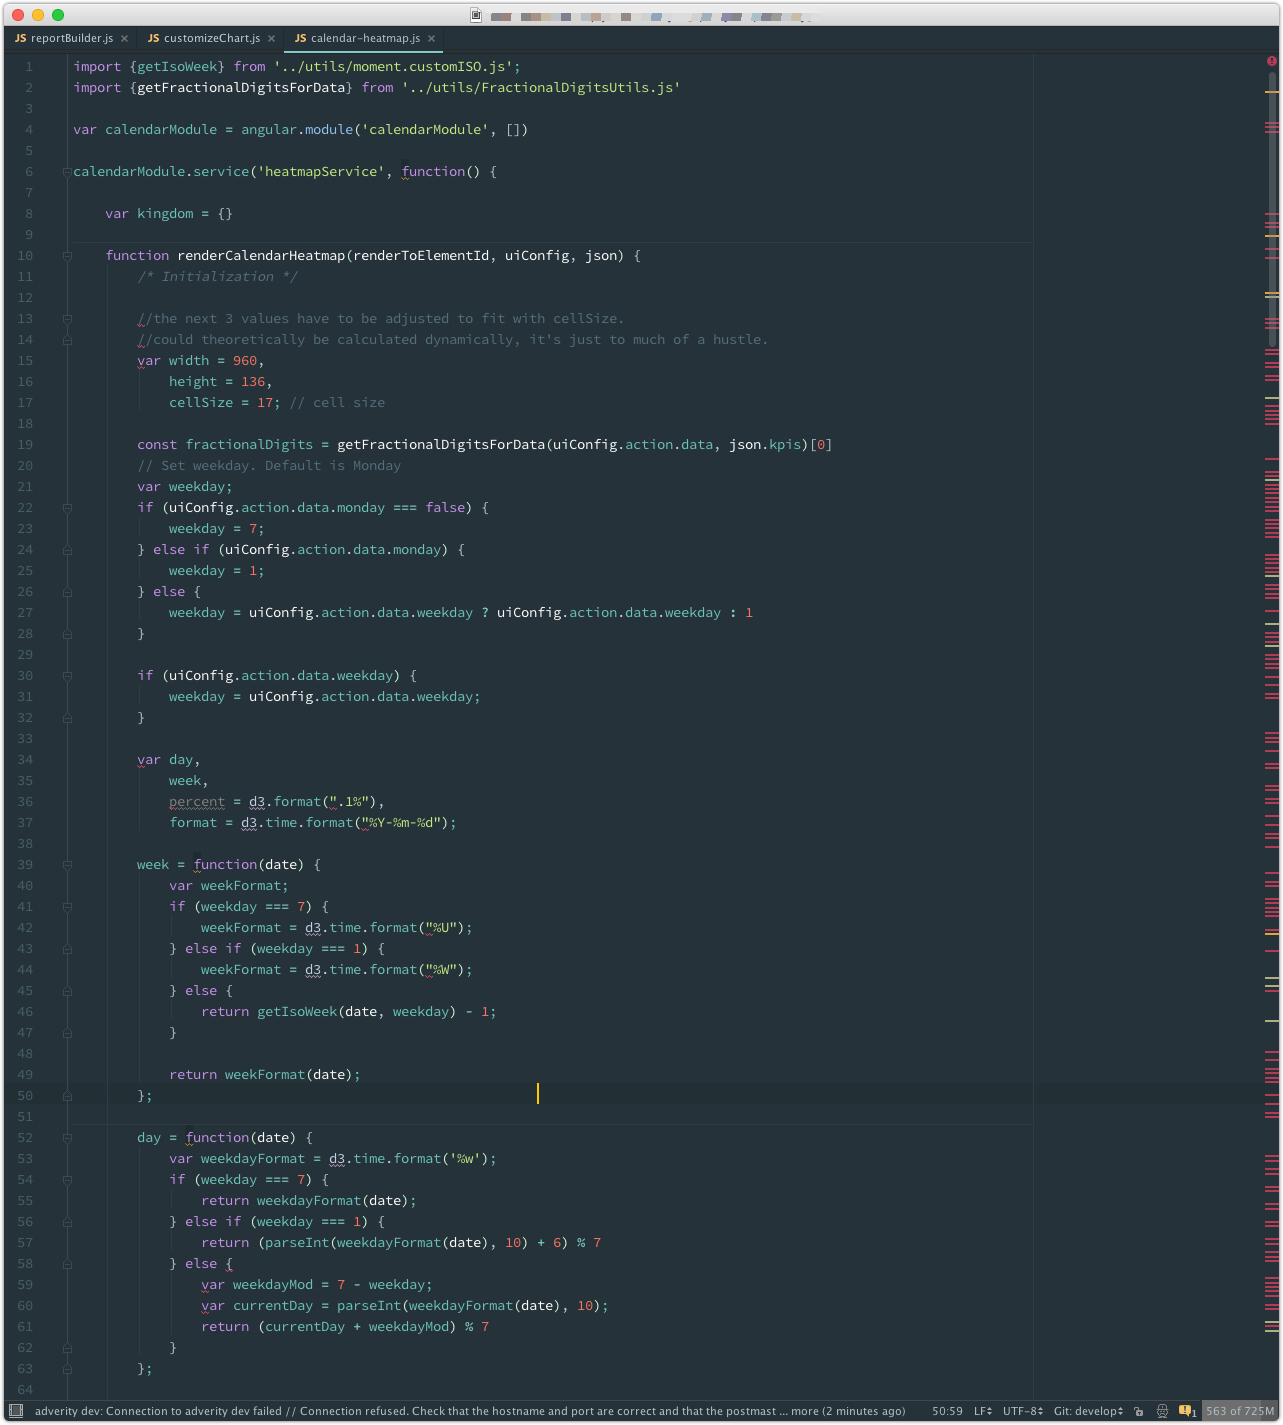 JS reportBuilder.js × JS customizeChart.js × JS calendar-heatmap.js ×
1 import {getIsoWeek} from '../utils/moment.customISO.js';
2 import {getFractionalDigitsForData} from '../utils/FractionalDigitsUtils.js'
3
4 var calendarModule = angular.module('calendarModule', [])
5
6 calendarModule.service('heatmapService', function() {
7
8     var kingdom = {}
9
10     function renderCalendarHeatmap(renderToElementId, uiConfig, json) {
11         /* Initialization */
12
13         //the next 3 values have to be adjusted to fit with cellSize.
14         //could theoretically be calculated dynamically, it's just to much of a hustle.
15         var width = 960,
16             height = 136,
17             cellSize = 17; // cell size
18
19         const fractionalDigits = getFractionalDigitsForData(uiConfig.action.data, json.kpis)[0]
20         // Set weekday. Default is Monday
21         var weekday;
22         if (uiConfig.action.data.monday === false) {
23             weekday = 7;
24         } else if (uiConfig.action.data.monday) {
25             weekday = 1;
26         } else {
27             weekday = uiConfig.action.data.weekday ? uiConfig.action.data.weekday : 1
28         }
29
30         if (uiConfig.action.data.weekday) {
31             weekday = uiConfig.action.data.weekday;
32         }
33
34         var day,
35             week,
36             percent = d3.format(".1%"),
37             format = d3.time.format("%Y-%m-%d");
38
39         week = function(date) {
40             var weekFormat;
41             if (weekday === 7) {
42                 weekFormat = d3.time.format("%U");
43             } else if (weekday === 1) {
44                 weekFormat = d3.time.format("%W");
45             } else {
46                 return getIsoWeek(date, weekday) - 1;
47             }
48
49             return weekFormat(date);
50         };
51
52         day = function(date) {
53             var weekdayFormat = d3.time.format('%w');
54             if (weekday === 7) {
55                 return weekdayFormat(date);
56             } else if (weekday === 1) {
57                 return (parseInt(weekdayFormat(date), 10) + 6) % 7
58             } else {
59                 var weekdayMod = 7 - weekday;
60                 var currentDay = parseInt(weekdayFormat(date), 10);
61                 return (currentDay + weekdayMod) % 7
62             }
63         };
64
adverity dev: Connection to adverity dev failed // Connection refused. Check that the hostname and port are correct and that the postmast ... more (2 minutes ago) 50:59 LF UTF-8 Git: develop 1 563 of 725M